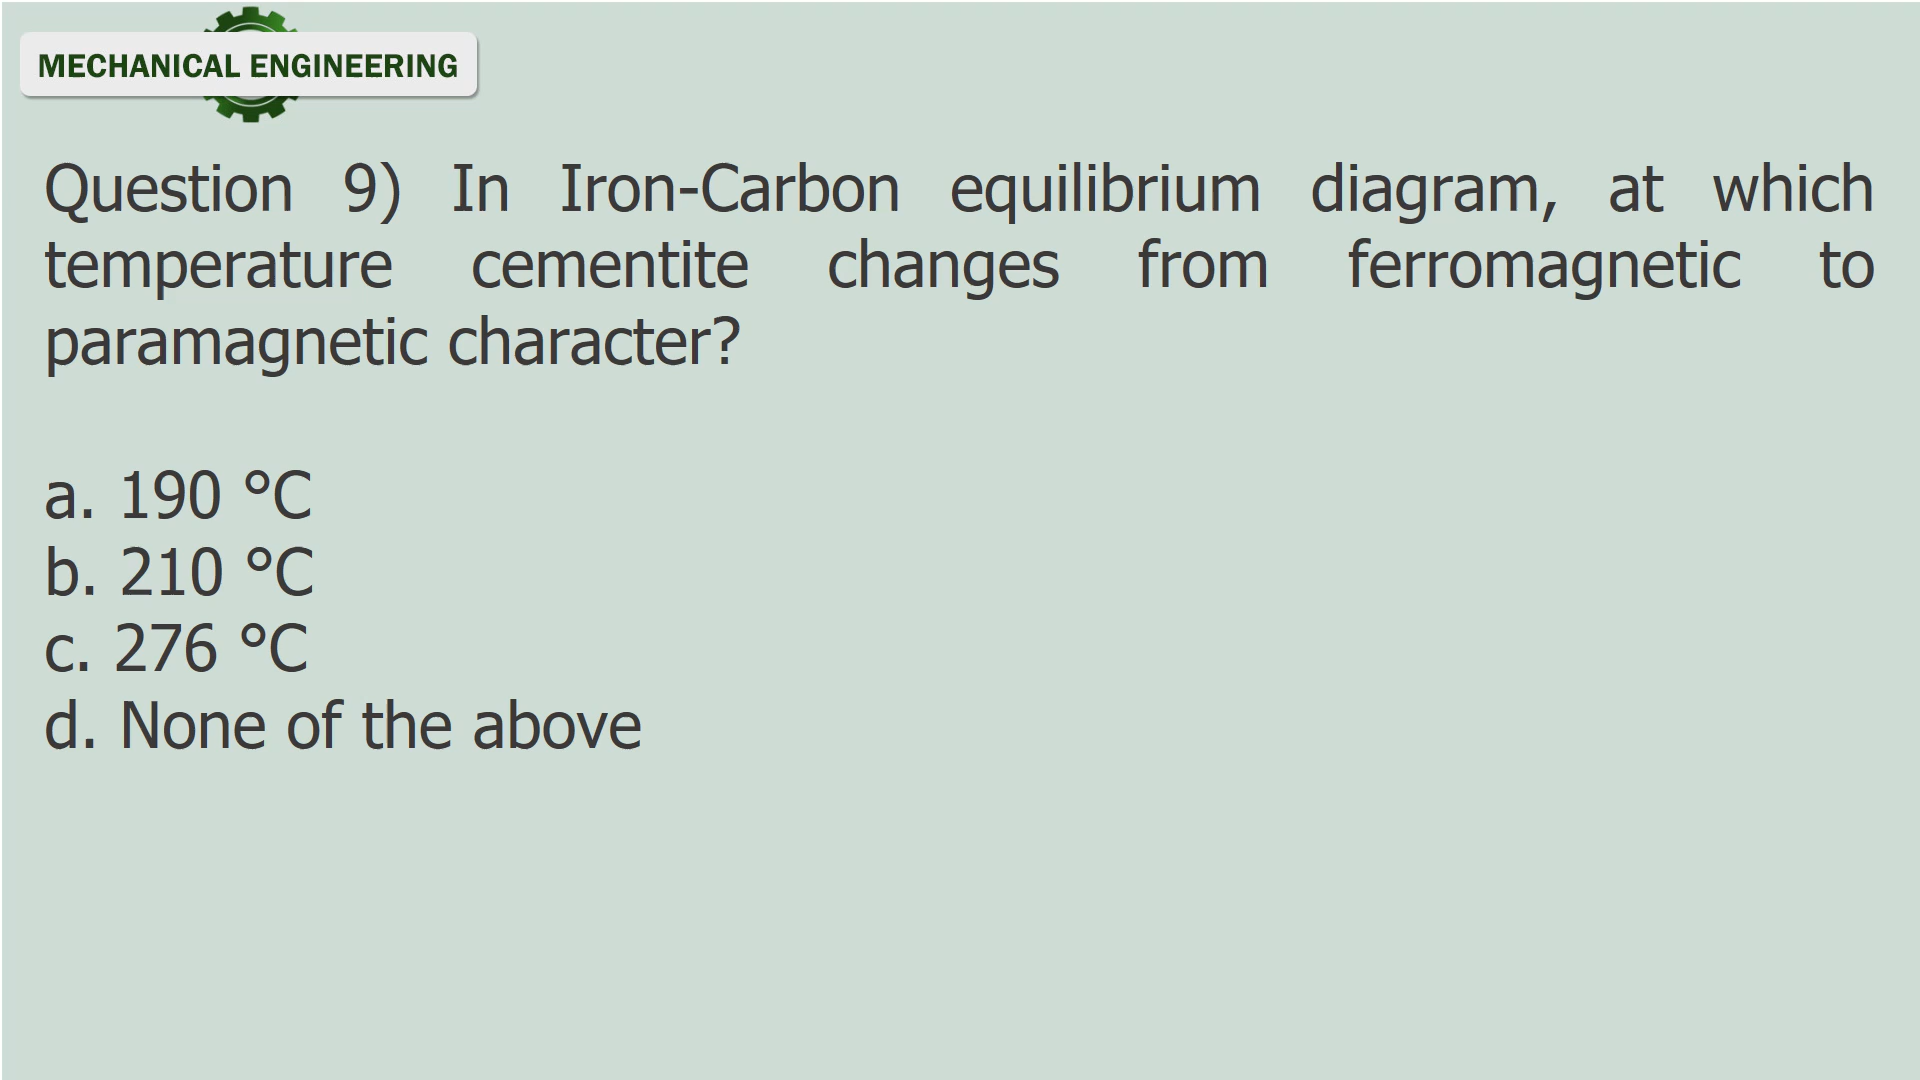 MECHANICAL ENGINEERING
Question 9) In Iron-Carbon equilibrium diagram, at which
temperature cementite changes from ferromagnetic to
paramagnetic character?
a. 190 °C
b. 210 °C
c. 276 °C
d. None of the above